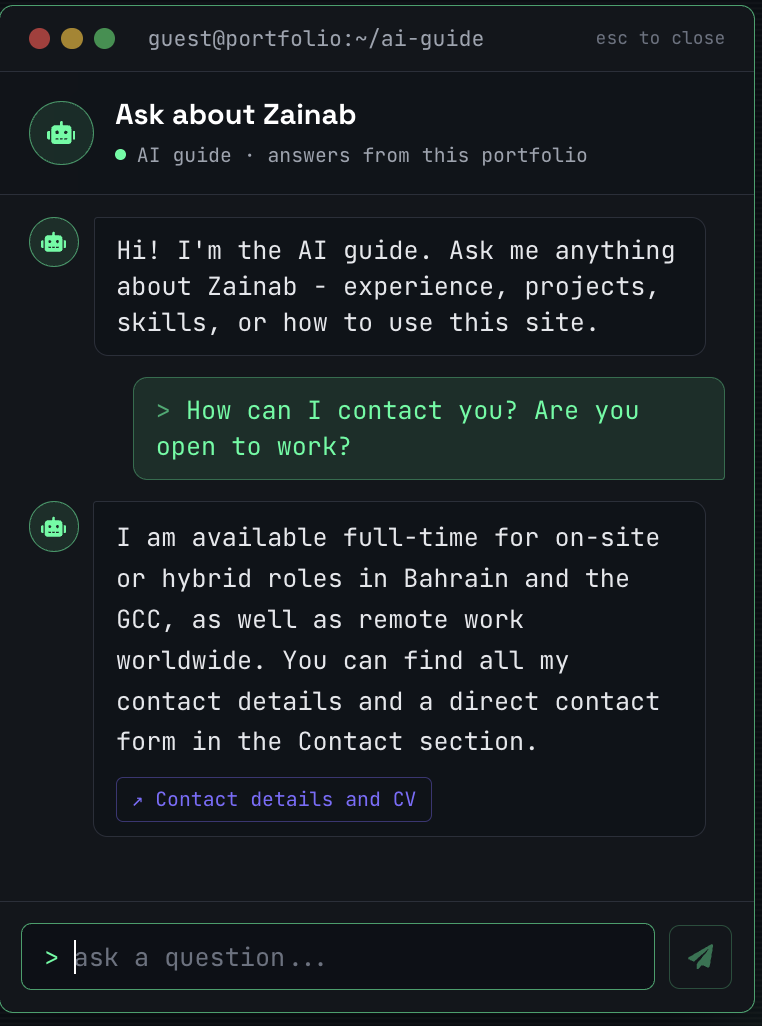 guest@portfolio:~/ai-guide
esc to close
Ask about Zainab
AI guide · answers from this portfolio
Hi! I'm the AI guide. Ask me anything
about Zainab - experience, projects,
skills, or how to use this site.
> How can I contact you? Are you
open to work?
I am available full-time for on-site
or hybrid roles in Bahrain and the
GCC, as well as remote work
worldwide. You can find all my
contact details and a direct contact
form in the Contact section.
↗ Contact details and CV
> ask a question...